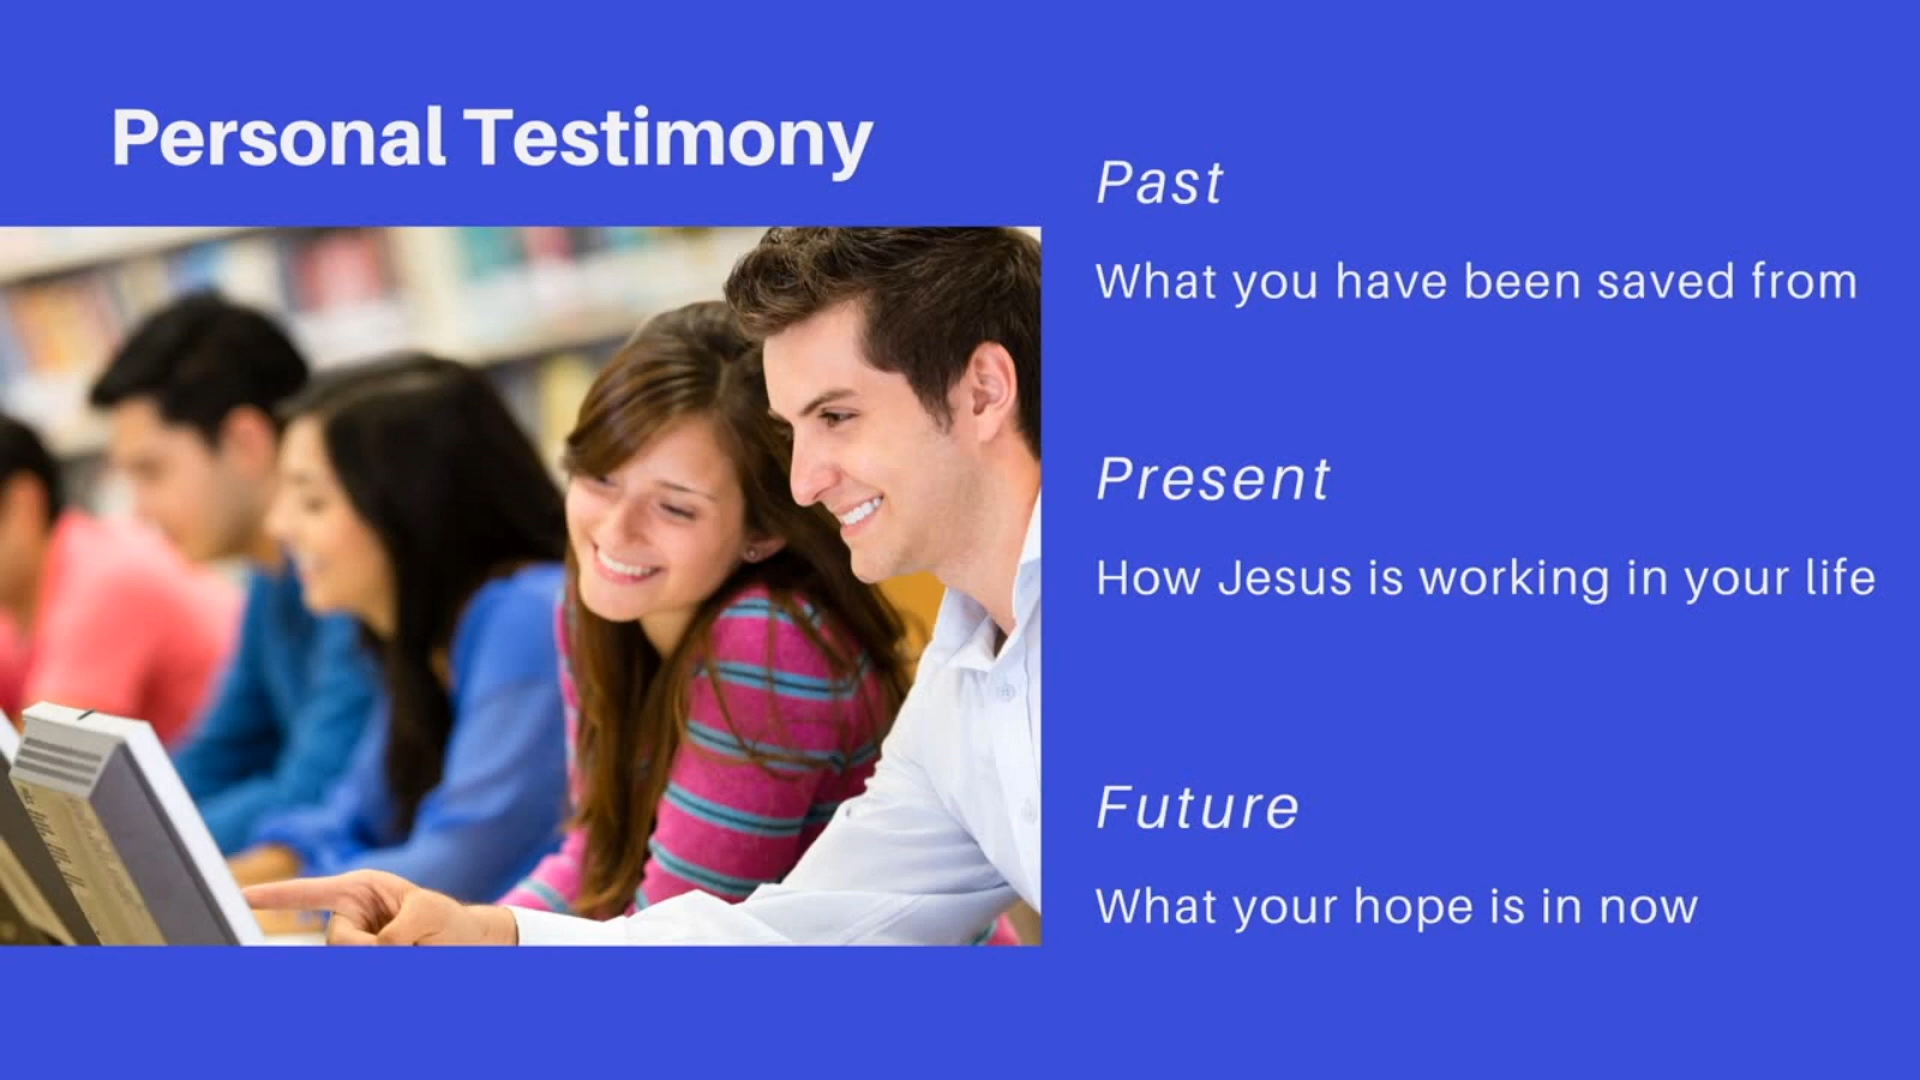 Personal Testimony
Past
What you have been saved from
Present
How Jesus is working in your life
Future
What your hope is in now